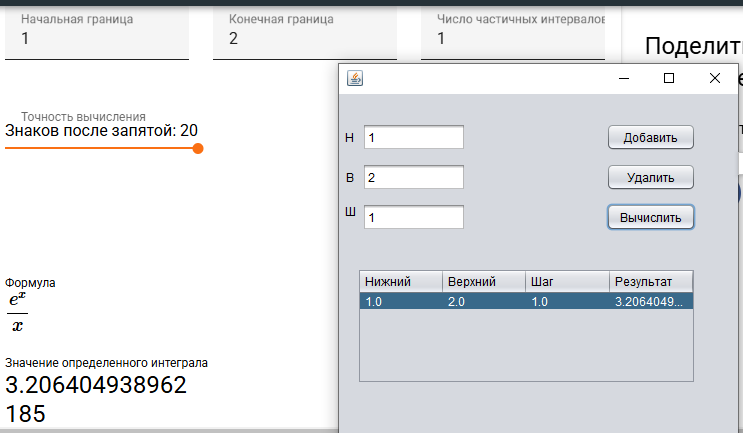 Начальная граница
1
Конечная граница
2
Число частичных интервалов
1
Поделить
Точность вычисления
Знаков после запятой: 20
Формула
e^x
x
Значение определенного интеграла
3.206404938962
185
Н 1 Добавить
В 2 Удалить
Ш 1 Вычислить
Нижний Верхний Шаг Результат
1.0 2.0 1.0 3.2064049...